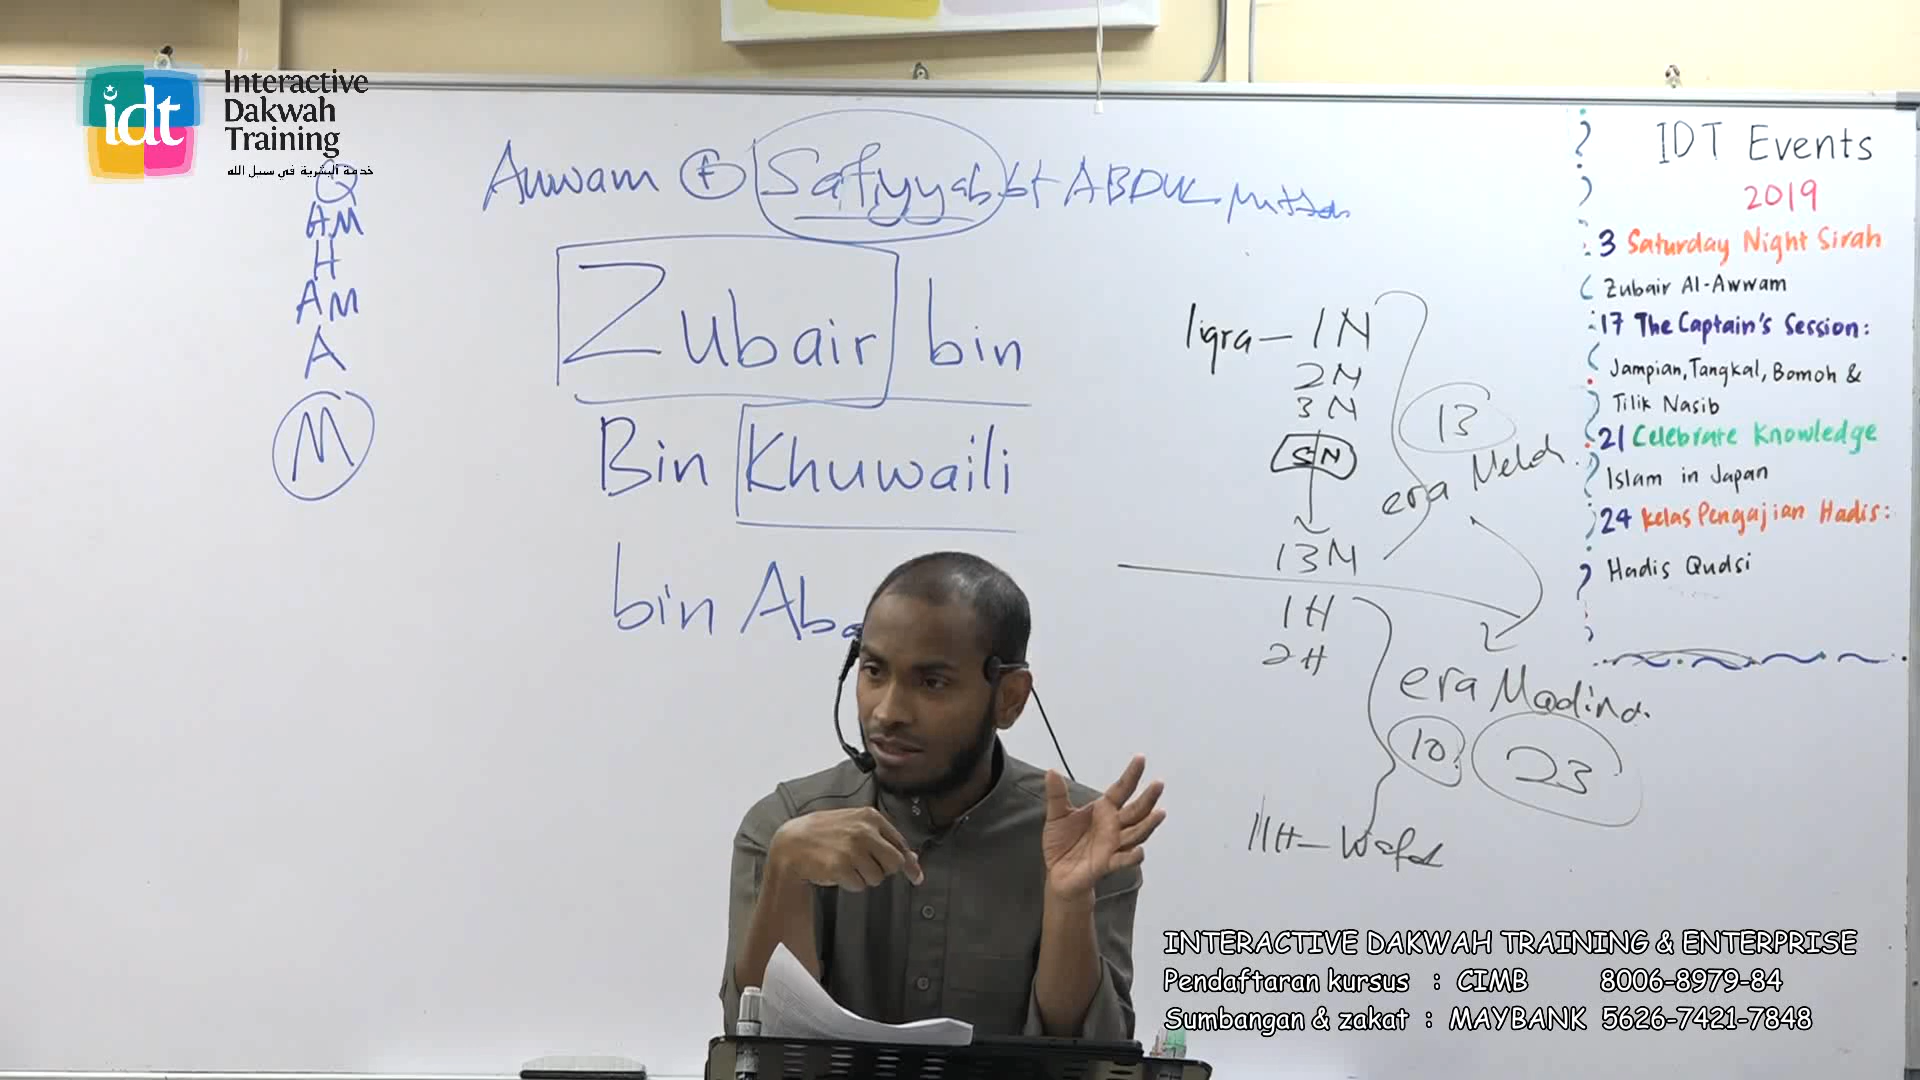 idt
Interactive
Dakwah
Training
خدمة البشرية في سبيل الله
Q
AM
H
AM
A
M
Awwam + Safiyyah bt ABDUL
Zubair bin
Bin Khuwaili
bin Aba
Iqra – 1N
2N
3N
5N
13N
13
era
1H
2H
era Madina
10
23
11H – Wafa
IDT Events
2019
3 Saturday Night Sirah
Zubair Al-Awwam
17 The Captain's Session:
Jampian, Tangkal, Bomoh &
Tilik Nasib
21 Celebrate Knowledge
Islam in Japan
24 Kelas Pengajian Hadis:
Hadis Qudsi
INTERACTIVE DAKWAH TRAINING & ENTERPRISE
Pendaftaran kursus : CIMB 8006-8979-84
Sumbangan & zakat : MAYBANK 5626-7421-7848